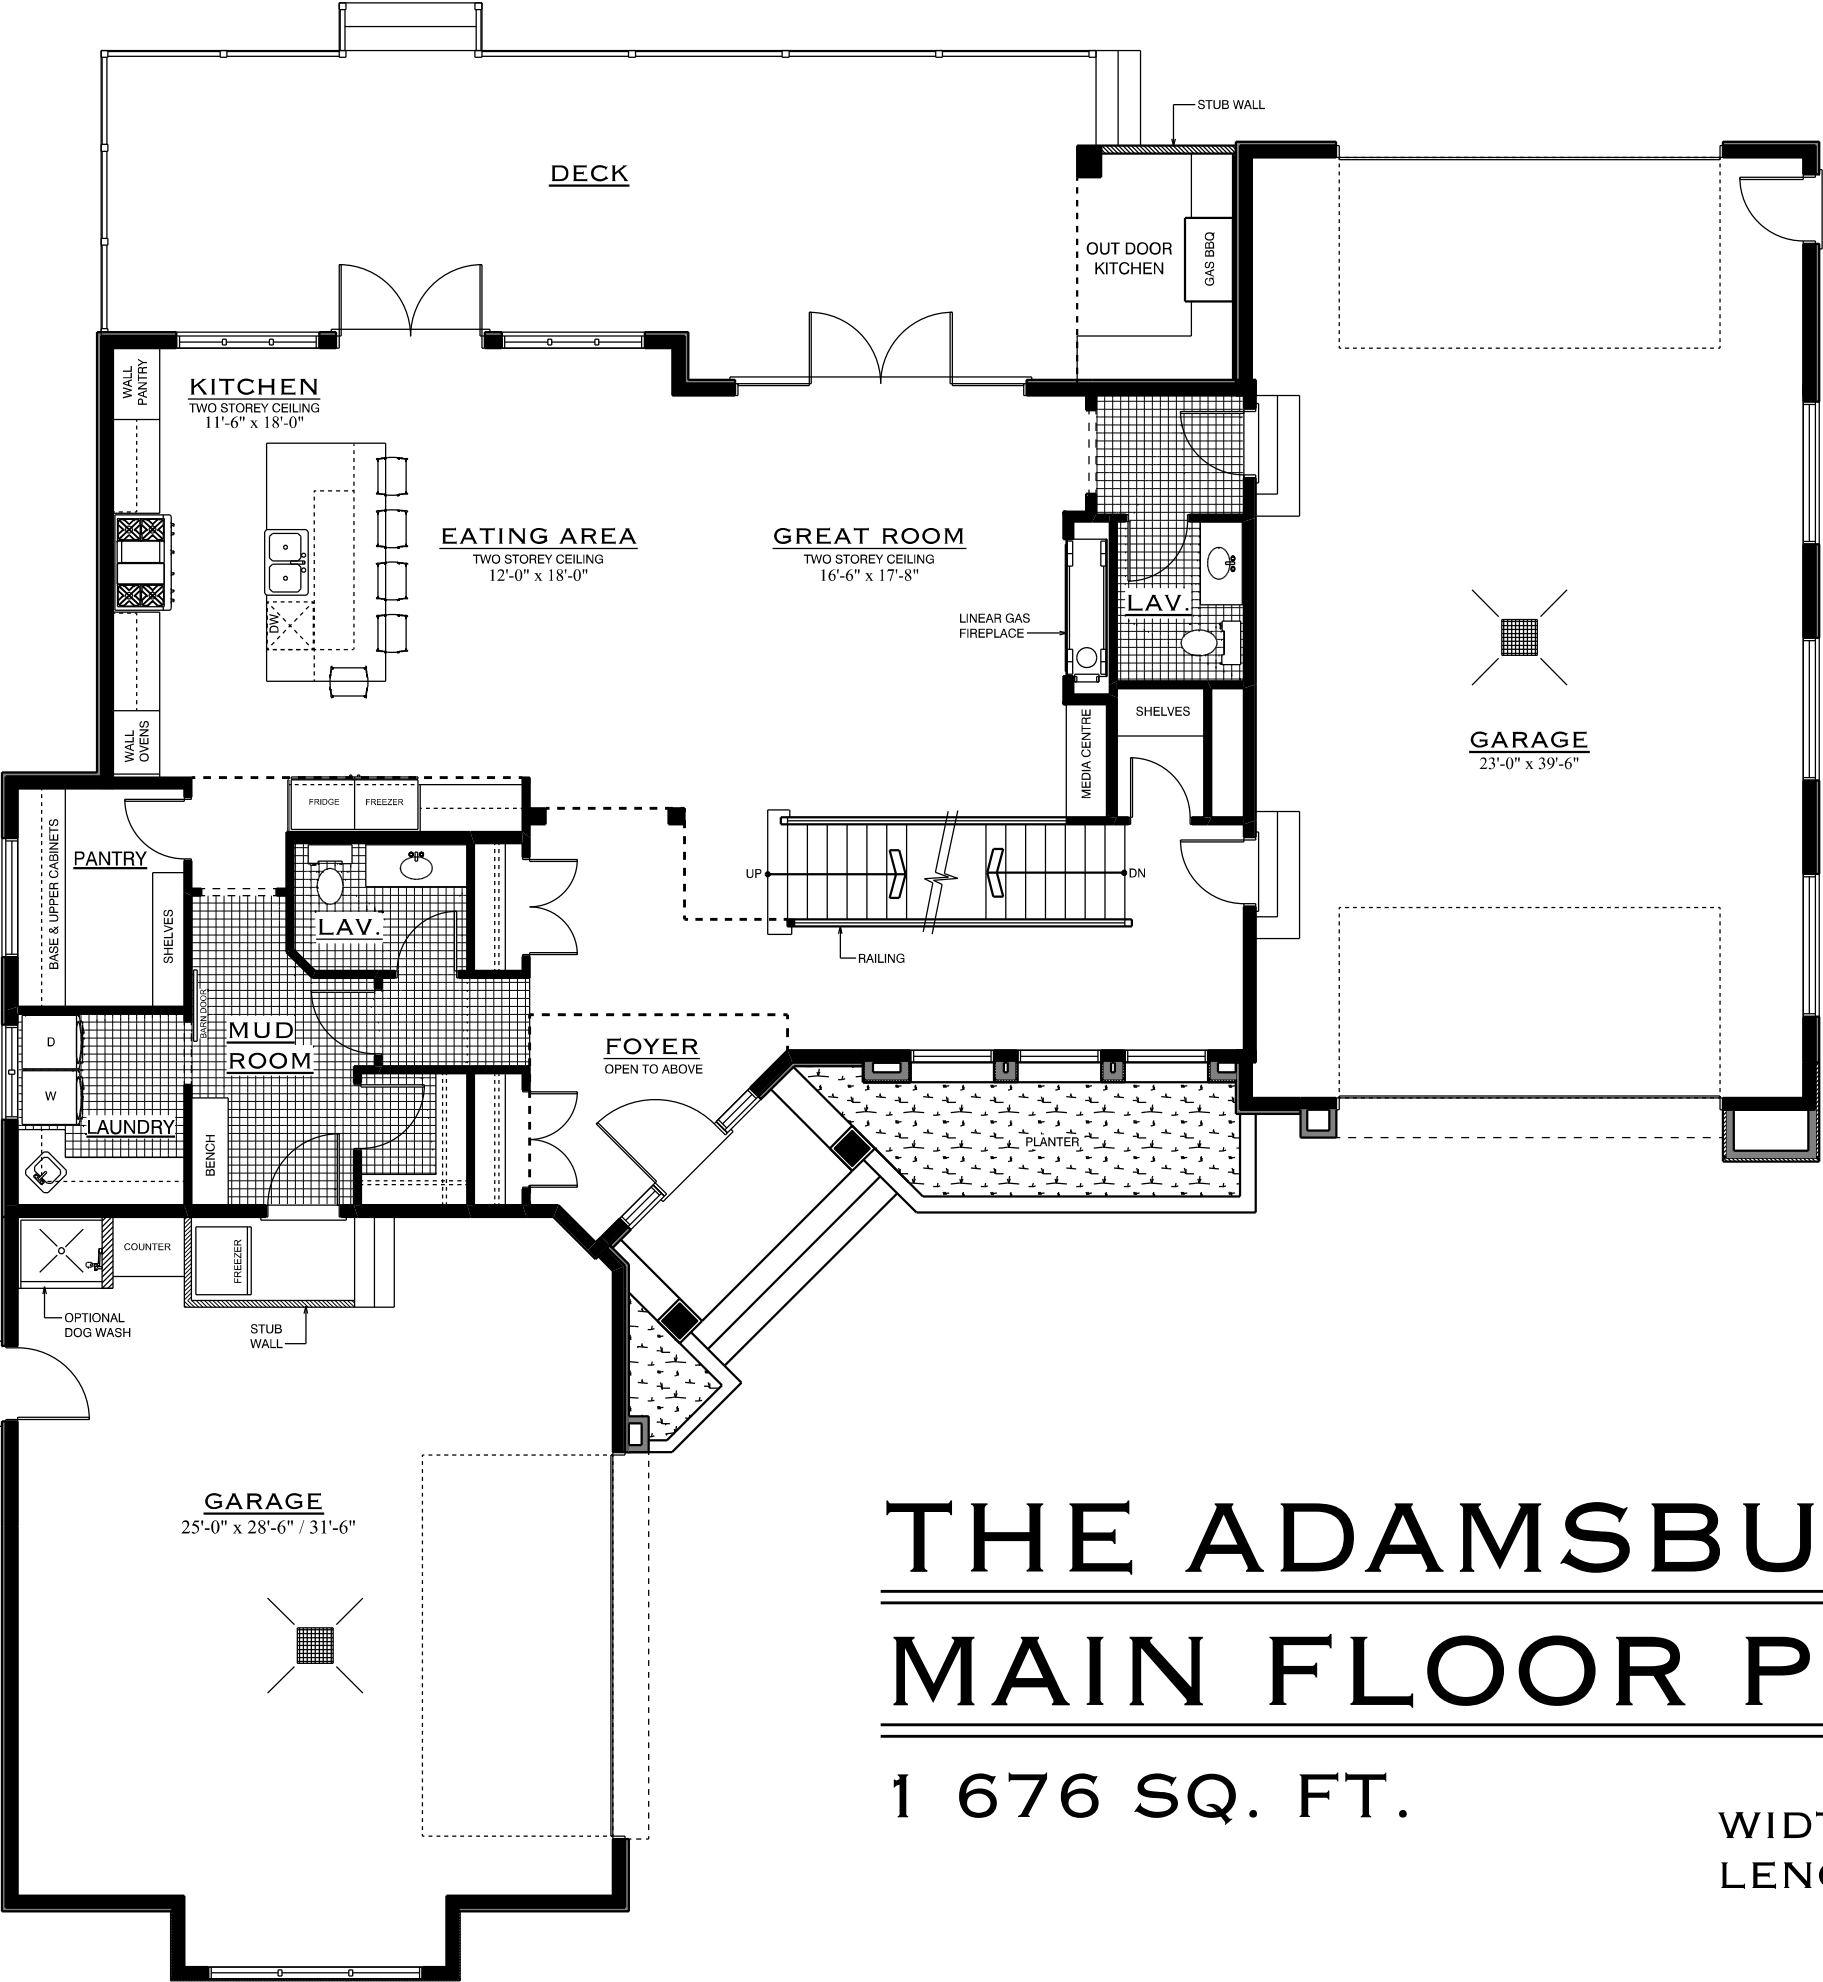 STUB WALL
DECK
OUT DOOR
KITCHEN
GAS BBQ
WALL
PANTRY
KITCHEN
TWO STOREY CEILING
11'-6" x 18'-0"
EATING AREA
TWO STOREY CEILING
12'-0" x 18'-0"
GREAT ROOM
TWO STOREY CEILING
16'-6" x 17'-8"
LINEAR GAS
FIREPLACE
LAV.
DW
WALL
OVENS
MEDIA CENTRE
SHELVES
GARAGE
23'-0" x 39'-6"
FRIDGE
FREEZER
BASE & UPPER CABINETS
PANTRY
SHELVES
LAV.
UP
DN
RAILING
BARN DOOR
MUD
ROOM
D
W
LAUNDRY
BENCH
FOYER
OPEN TO ABOVE
PLANTER
COUNTER
FREEZER
OPTIONAL
DOG WASH
STUB
WALL
GARAGE
25'-0" x 28'-6" / 31'-6"
THE ADAMSBU
MAIN FLOOR P
1 676 SQ. FT.
WIDT
LENG